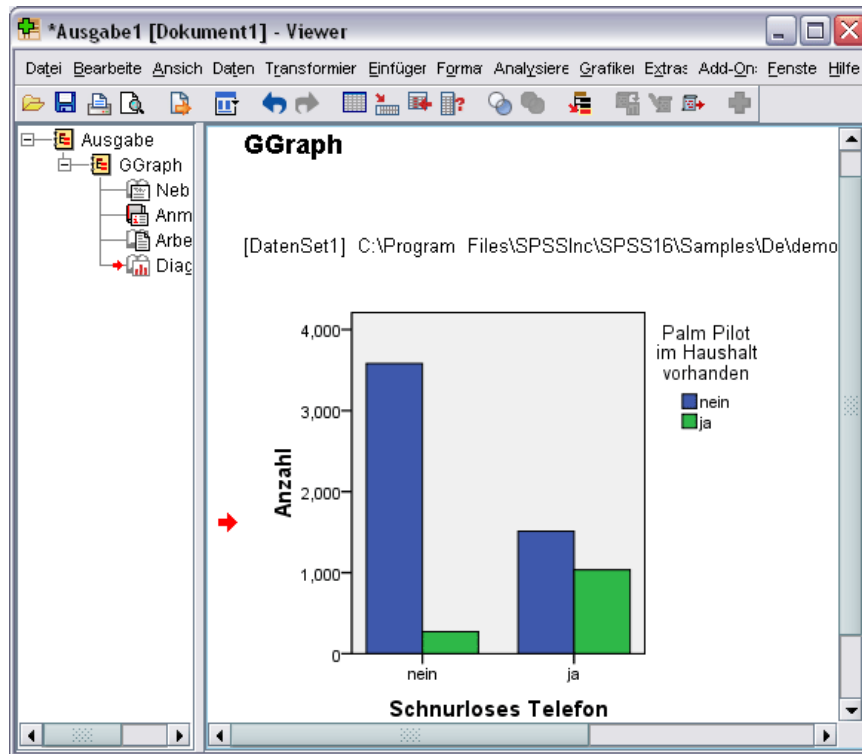 *Ausgabe1 [Dokument1] - Viewer
Datei Bearbeite Ansich Daten Transformier Einfüger Forma Analysiere Grafiker Extras Add-On: Fenste Hilfe
Ausgabe
GGraph
Neb
Anm
Arbe
Diag
GGraph
[DatenSet1] C:\Program Files\SPSSInc\SPSS16\Samples\De\demo
4,000
3,000
2,000
1,000
0
Anzahl
nein
ja
Schnurloses Telefon
Palm Pilot
im Haushalt
vorhanden
nein
ja